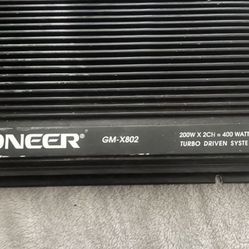 ONEER® GM-X802 200W X 2CH = 400 WATT
TURBO DRIVEN SYSTE